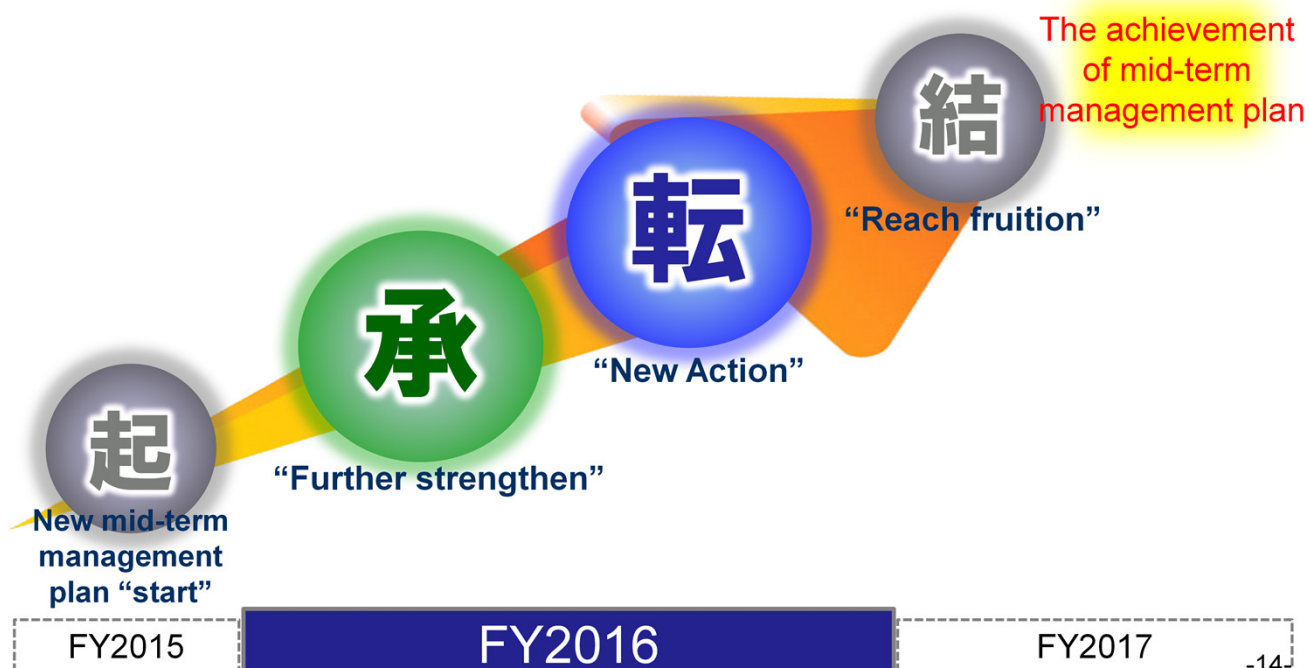 The achievement
of mid-term
management plan
結
“Reach fruition”
転
“New Action”
承
“Further strengthen”
起
New mid-term
management
plan “start”
FY2015
FY2016
FY2017
-14-